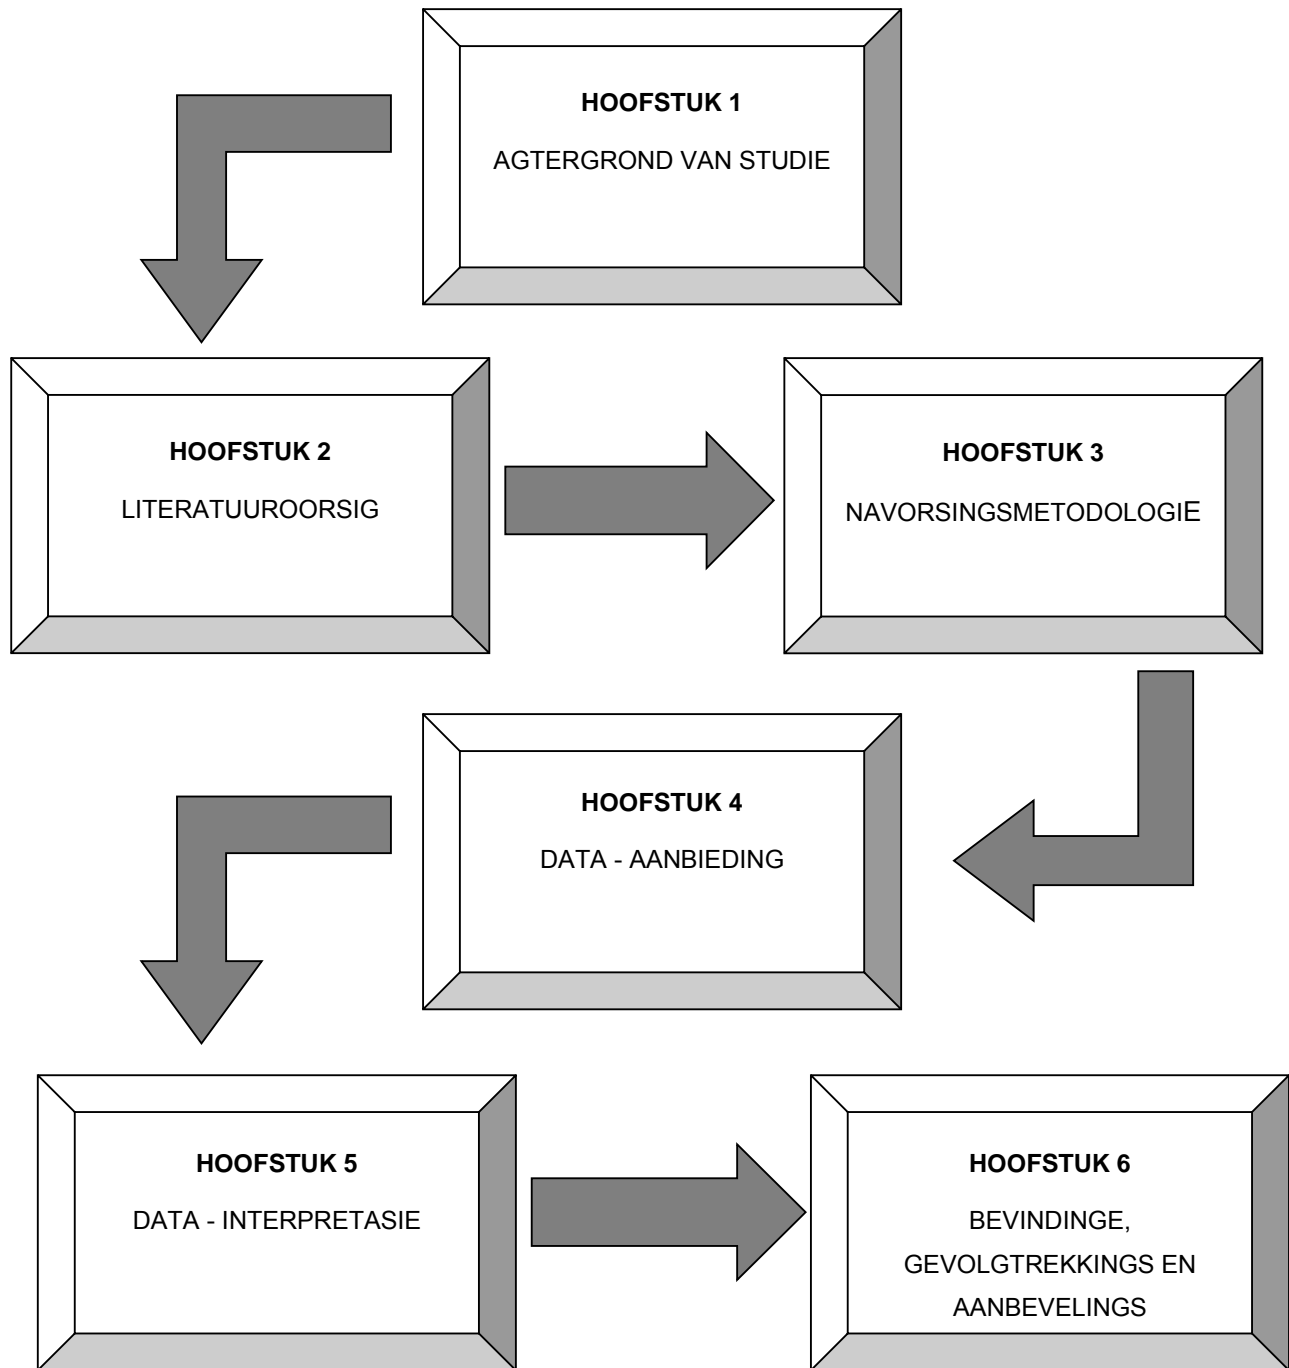 HOOFSTUK 1
AGTERGROND VAN STUDIE
HOOFSTUK 2
LITERATUUROORSIG
HOOFSTUK 3
NAVORSINGSMETODOLOGIE
HOOFSTUK 4
DATA - AANBIEDING
HOOFSTUK 5
DATA - INTERPRETASIE
HOOFSTUK 6
BEVINDINGE,
GEVOLGTREKKINGS EN
AANBEVELINGS